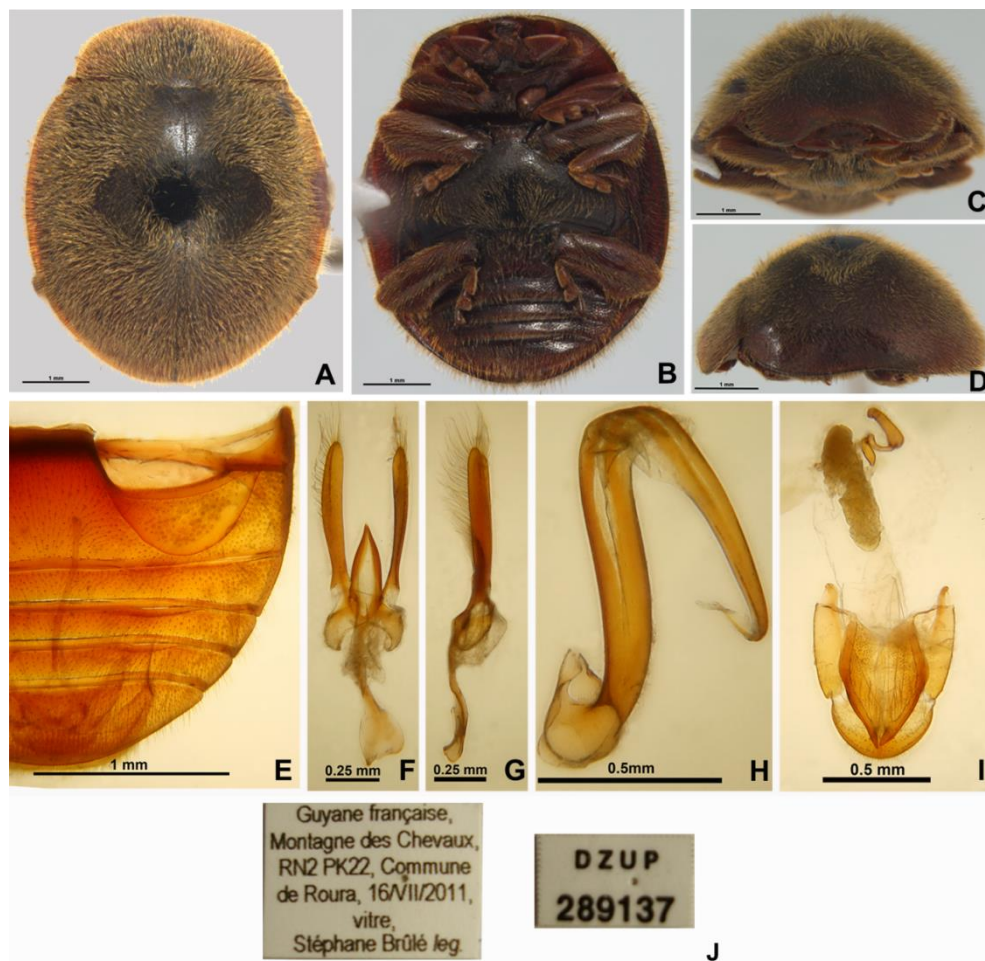 1 mm
A
1 mm
B
1 mm
C
1 mm
D
1 mm
E
0.25 mm
F
0.25 mm
G
0.5mm
H
0.5 mm
I
Guyane française,
Montagne des Chevaux,
RN2 PK22, Commune
de Roura, 16/VII/2011,
vitre,
Stéphane Brûlé leg.
DZUP
289137
J